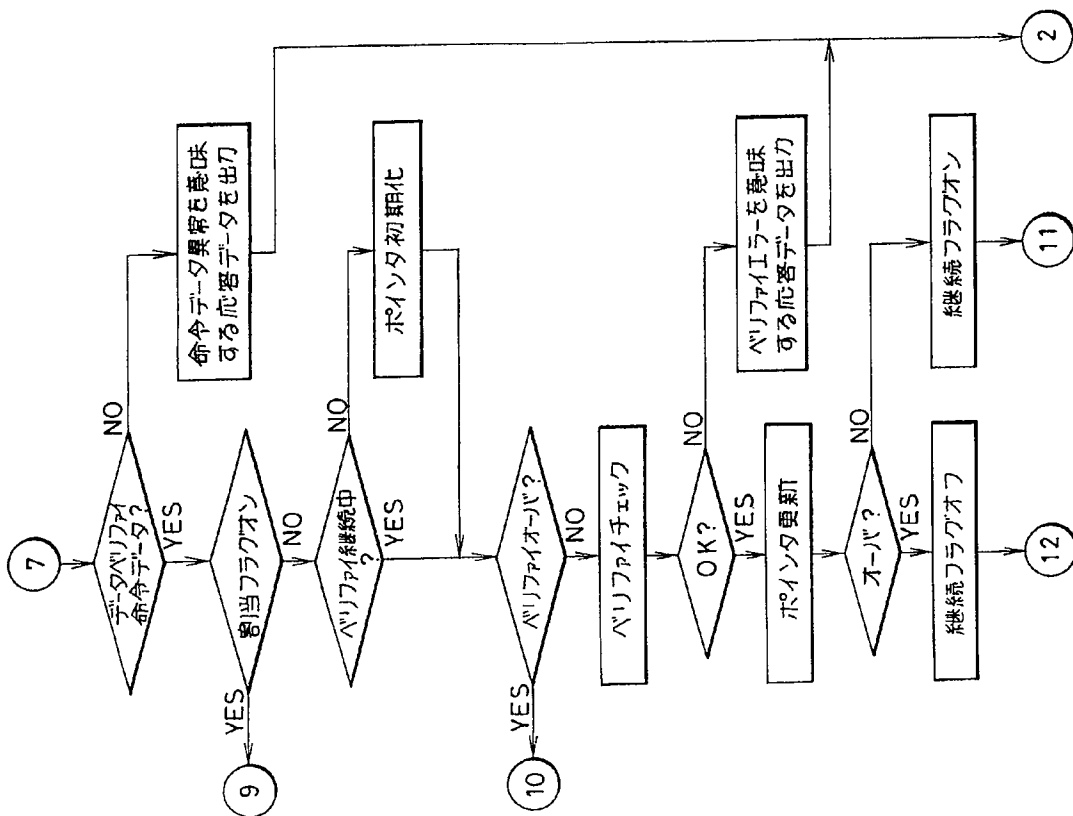 7
データベリファイ
命令データ?
NO
YES
命令データ異常を意味
する応答データを出力
割当フラグオン
YES
9
NO
ベリファイ継続中
?
NO
YES
ポインタ初期化
ベリファイオーバ?
YES
10
NO
ベリファイチェック
OK?
NO
YES
ベリファイエラーを意味
する応答データを出力
ポインタ更新
オーバ?
NO
YES
継続フラグオフ
継続フラグオン
12
11
2